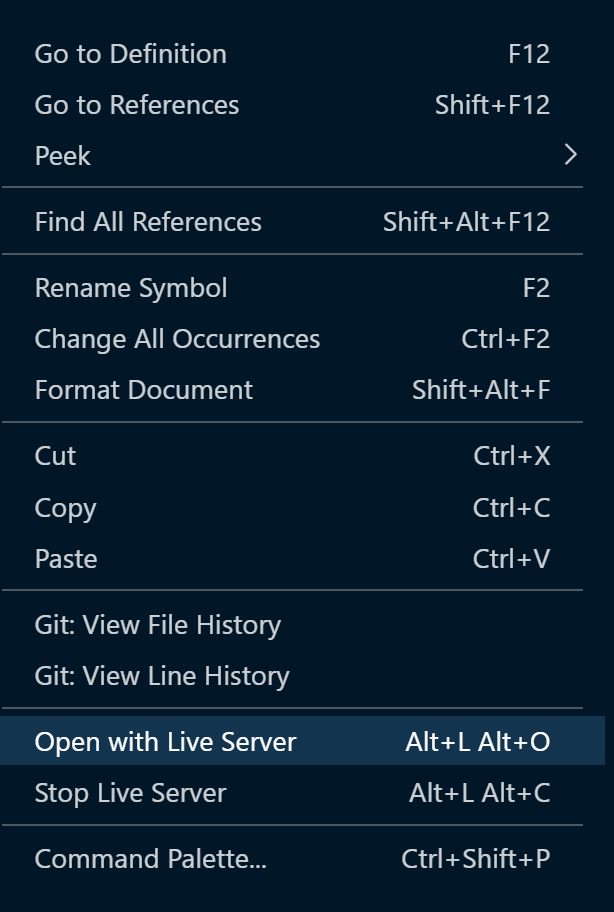 Go to Definition F12
Go to References Shift+F12
Peek
Find All References Shift+Alt+F12
Rename Symbol F2
Change All Occurrences Ctrl+F2
Format Document Shift+Alt+F
Cut Ctrl+X
Copy Ctrl+C
Paste Ctrl+V
Git: View File History
Git: View Line History
Open with Live Server Alt+L Alt+O
Stop Live Server Alt+L Alt+C
Command Palette... Ctrl+Shift+P